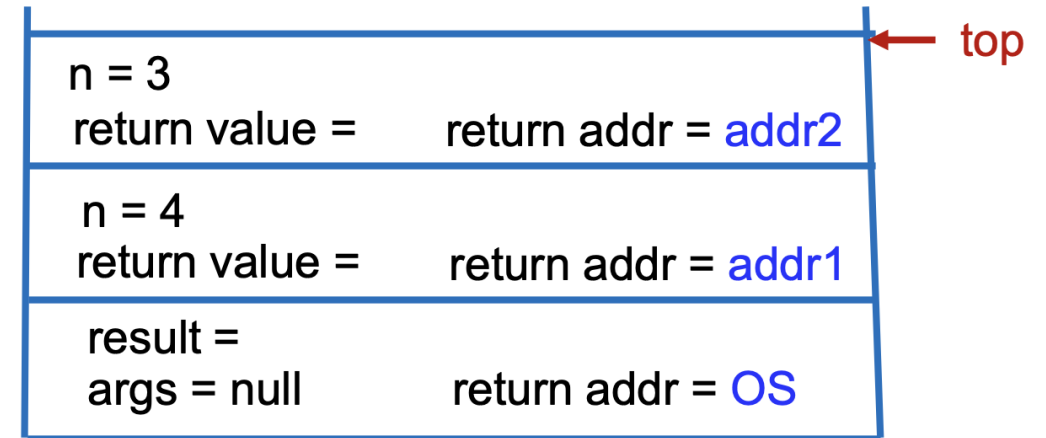 top
n = 3
return value = return addr = addr2
n = 4
return value = return addr = addr1
result =
args = null return addr = OS